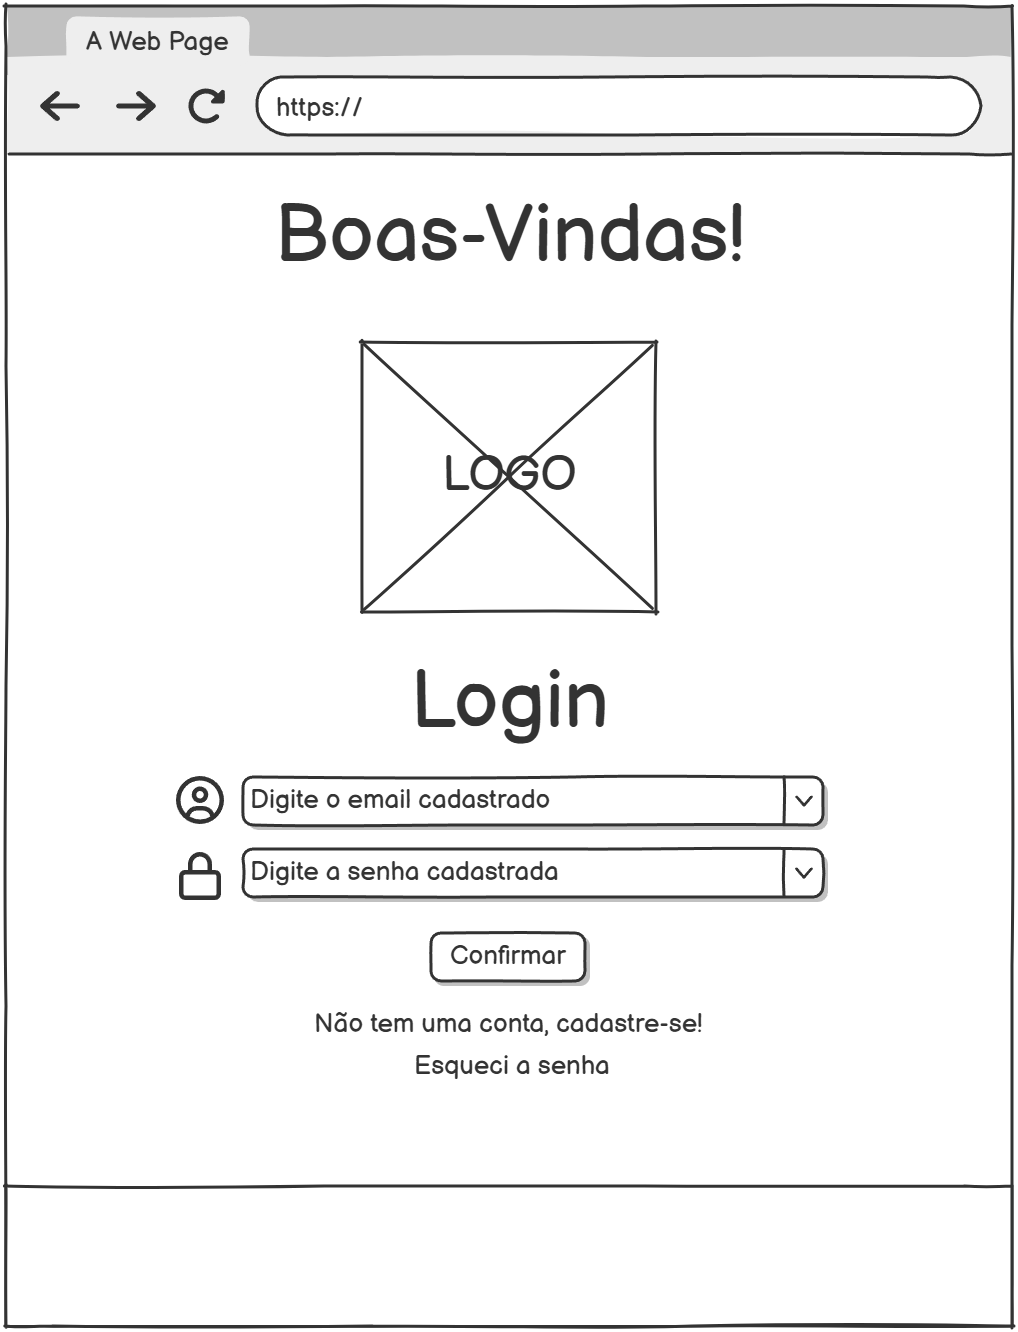 A Web Page
https://
Boas-Vindas!
LOGO
Login
Digite o email cadastrado
Digite a senha cadastrada
Confirmar
Não tem uma conta, cadastre-se!
Esqueci a senha